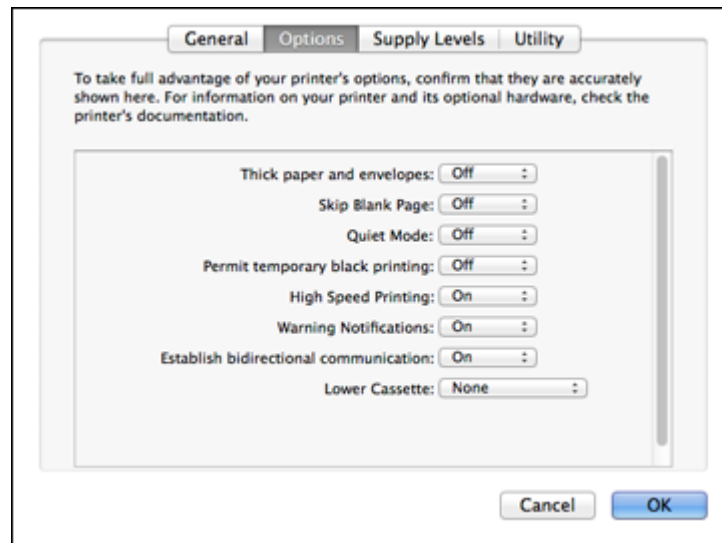 General Options Supply Levels Utility
To take full advantage of your printer's options, confirm that they are accurately
shown here. For information on your printer and its optional hardware, check the
printer's documentation.
Thick paper and envelopes: Off
Skip Blank Page: Off
Quiet Mode: Off
Permit temporary black printing: Off
High Speed Printing: On
Warning Notifications: On
Establish bidirectional communication: On
Lower Cassette: None
Cancel OK